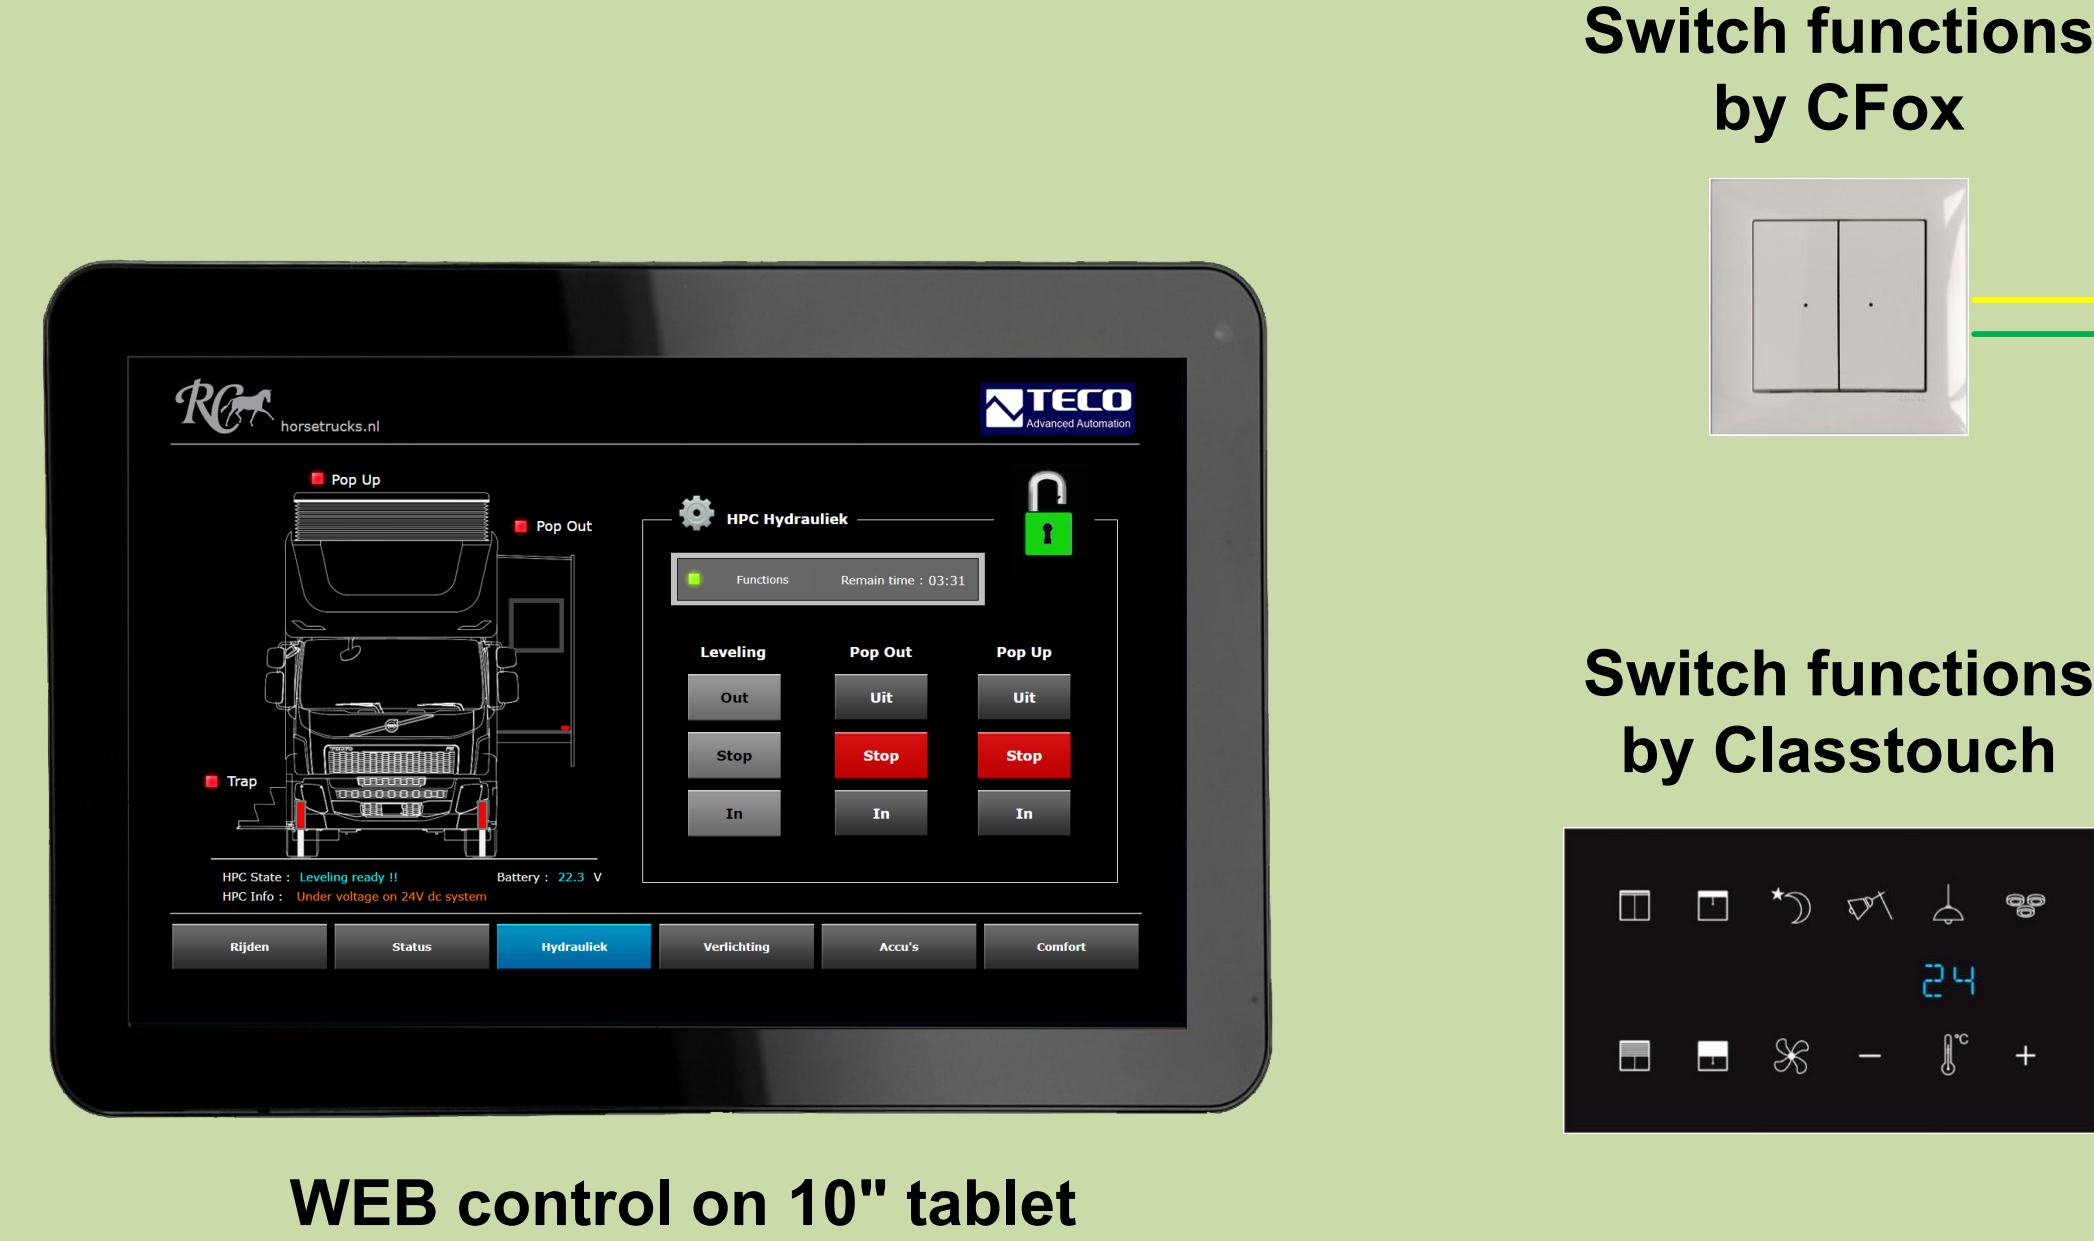 Switch functions
by CFox
RC
horsetrucks.nl
TECO
Advanced Automation
Pop Up
Pop Out
HPC Hydrauliek
Functions Remain time : 03:31
Leveling Pop Out Pop Up
Out Uit Uit
Stop Stop Stop
In In In
Trap
HPC State : Leveling ready !! Battery : 22.3 V
HPC Info : Under voltage on 24V dc system
Rijden Status Hydrauliek Verlichting Accu's Comfort
Switch functions
by Classtouch
24
°C
WEB control on 10" tablet